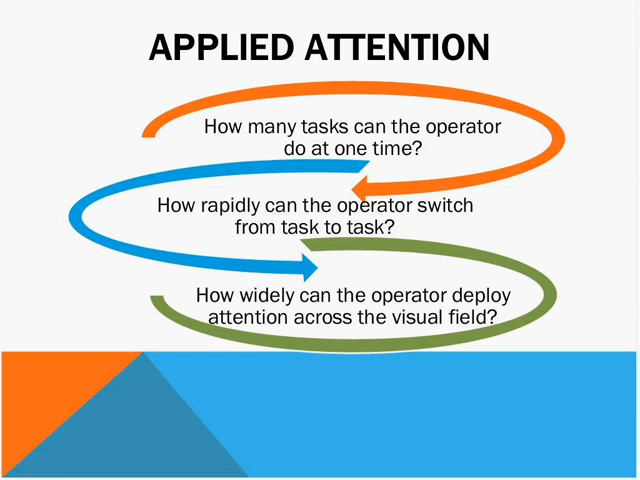 APPLIED ATTENTION
How many tasks can the operator
do at one time?
How rapidly can the operator switch
from task to task?
How widely can the operator deploy
attention across the visual field?